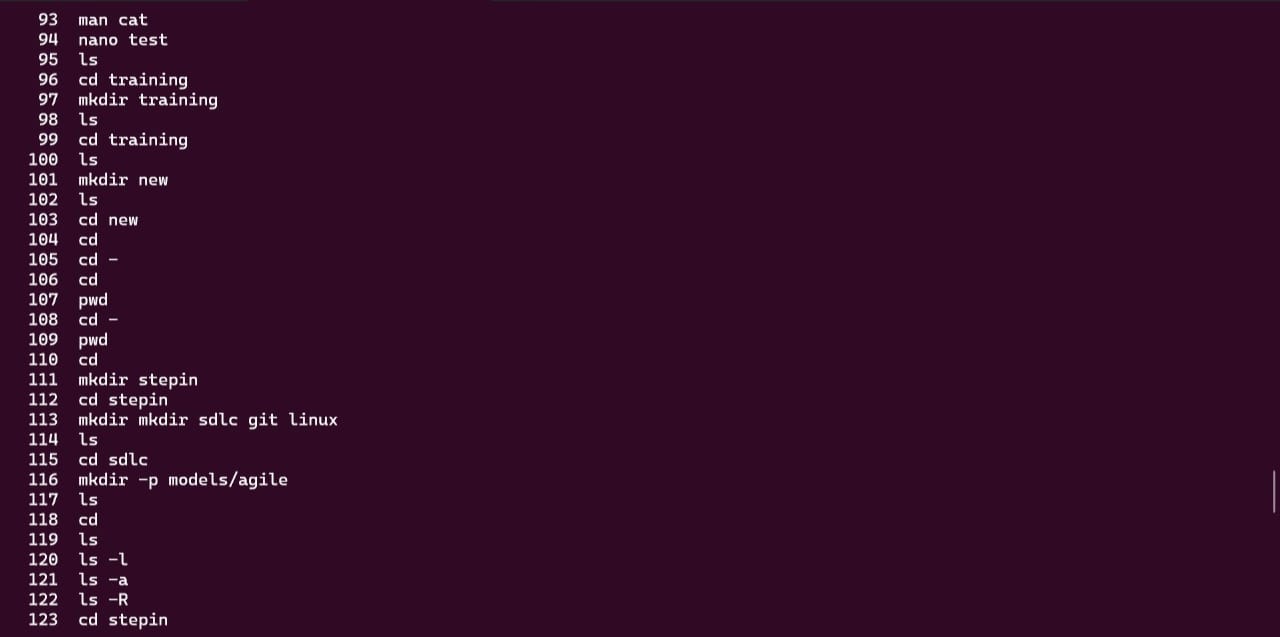 93 man cat
94 nano test
95 ls
96 cd training
97 mkdir training
98 ls
99 cd training
100 ls
101 mkdir new
102 ls
103 cd new
104 cd
105 cd -
106 cd
107 pwd
108 cd -
109 pwd
110 cd
111 mkdir stepin
112 cd stepin
113 mkdir mkdir sdlc git linux
114 ls
115 cd sdlc
116 mkdir -p models/agile
117 ls
118 cd
119 ls
120 ls -l
121 ls -a
122 ls -R
123 cd stepin